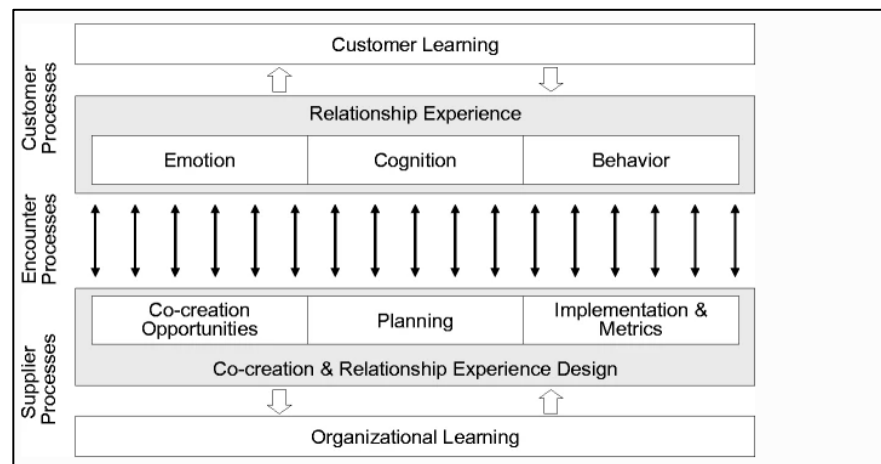 Customer Learning
Customer
Processes
Relationship Experience
Emotion
Cognition
Behavior
Encounter
Processes
Co-creation
Opportunities
Planning
Implementation &
Metrics
Supplier
Processes
Co-creation & Relationship Experience Design
Organizational Learning